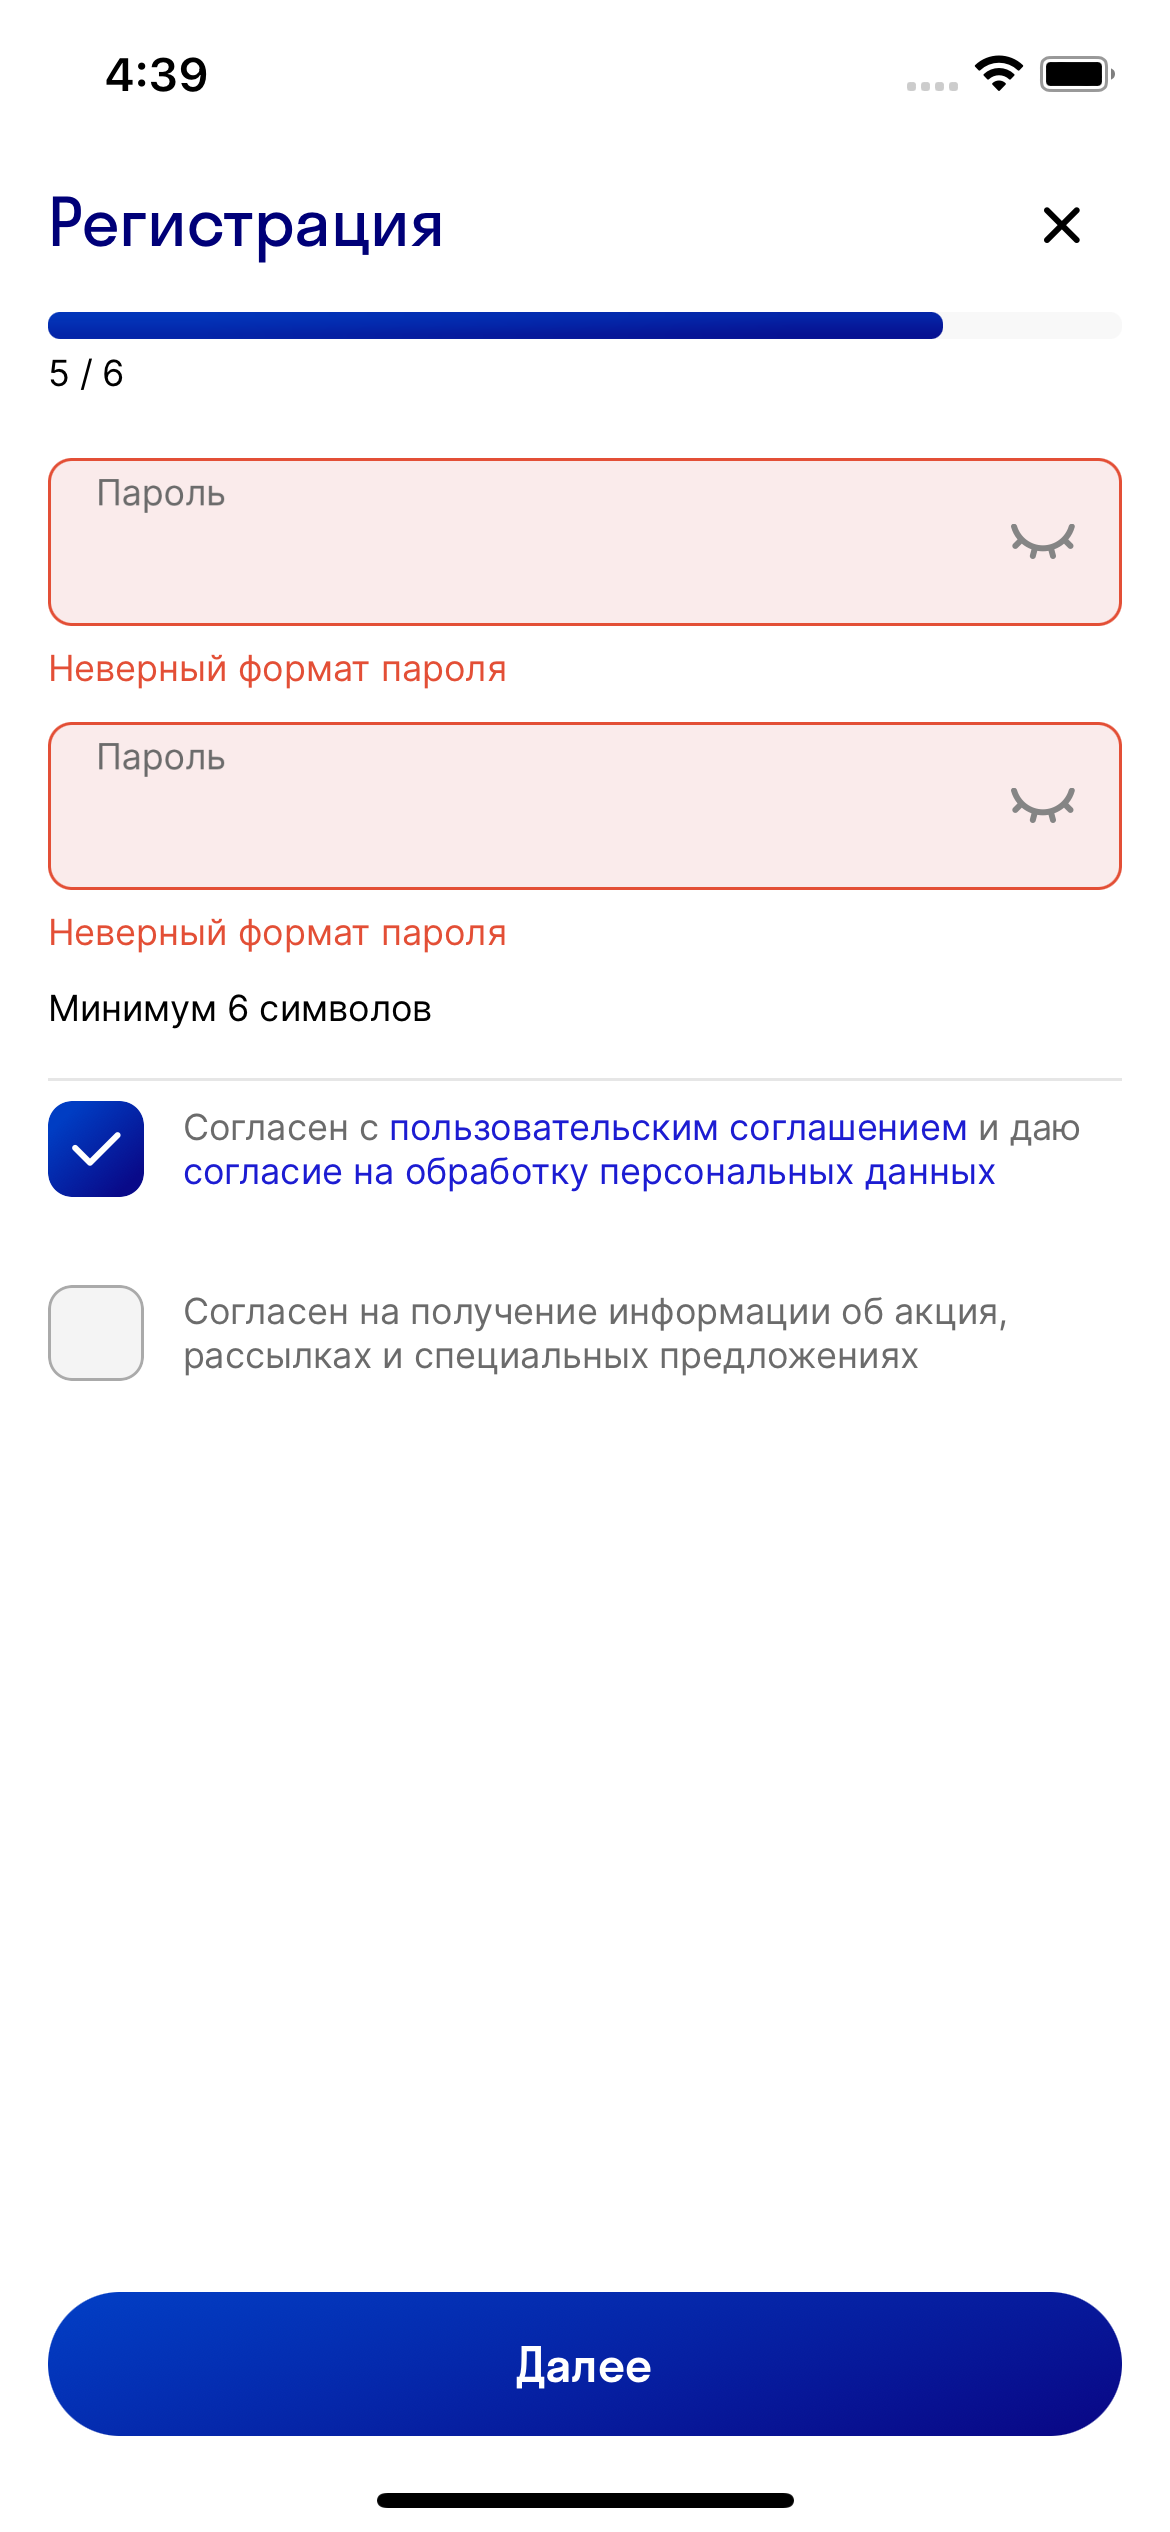 4:39
Регистрация
5 / 6
Пароль
Неверный формат пароля
Пароль
Неверный формат пароля
Минимум 6 символов
Согласен с пользовательским соглашением и даю
согласие на обработку персональных данных
Согласен на получение информации об акция,
рассылках и специальных предложениях
Далее